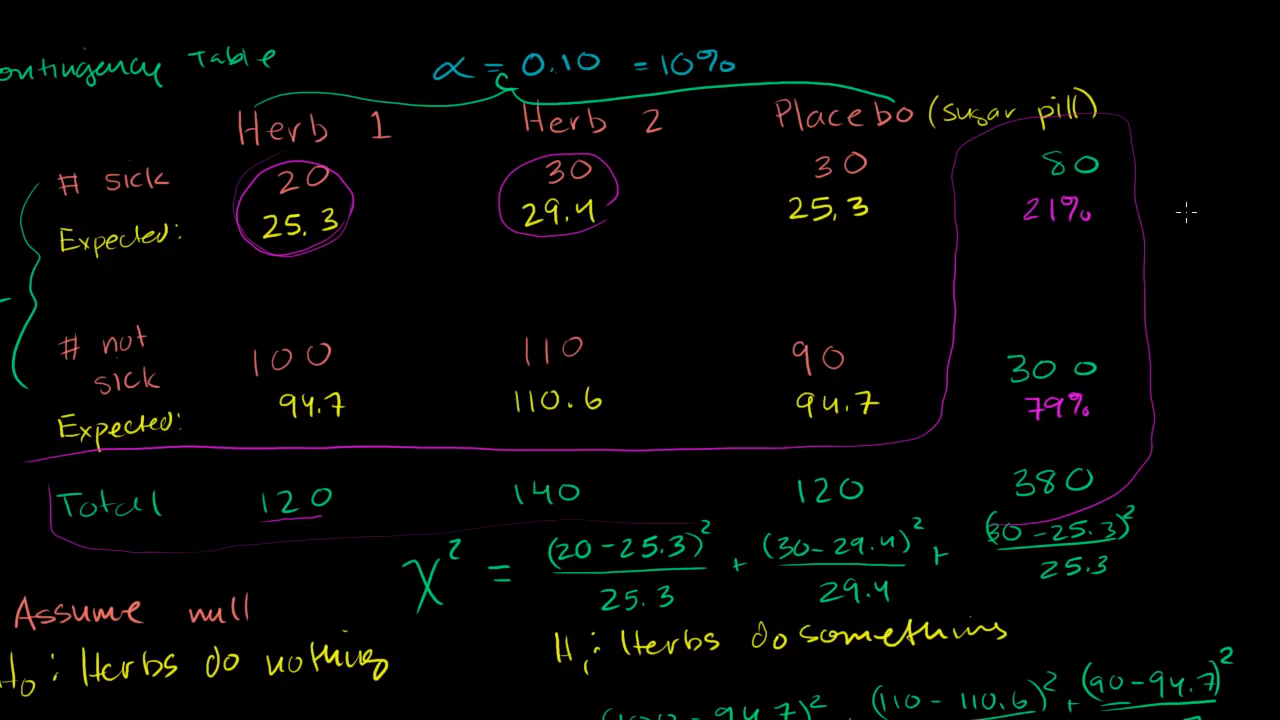 ontingency Table
α = 0.10 = 10%
C
Herb 1 Herb 2 Placebo (sugar pill)
# sick 20 30 30 80
Expected: 25.3 29.4 25.3 21%
# not sick 100 110 90 300
Expected: 94.7 110.6 94.7 79%
Total 120 140 120 380
χ² = (20-25.3)²/25.3 + (30-29.4)²/29.4 + (30-25.3)²/25.3
Assume null
H₀: Herbs do nothing
H₁: Herbs do something
(110-110.6)² + (90-94.7)²